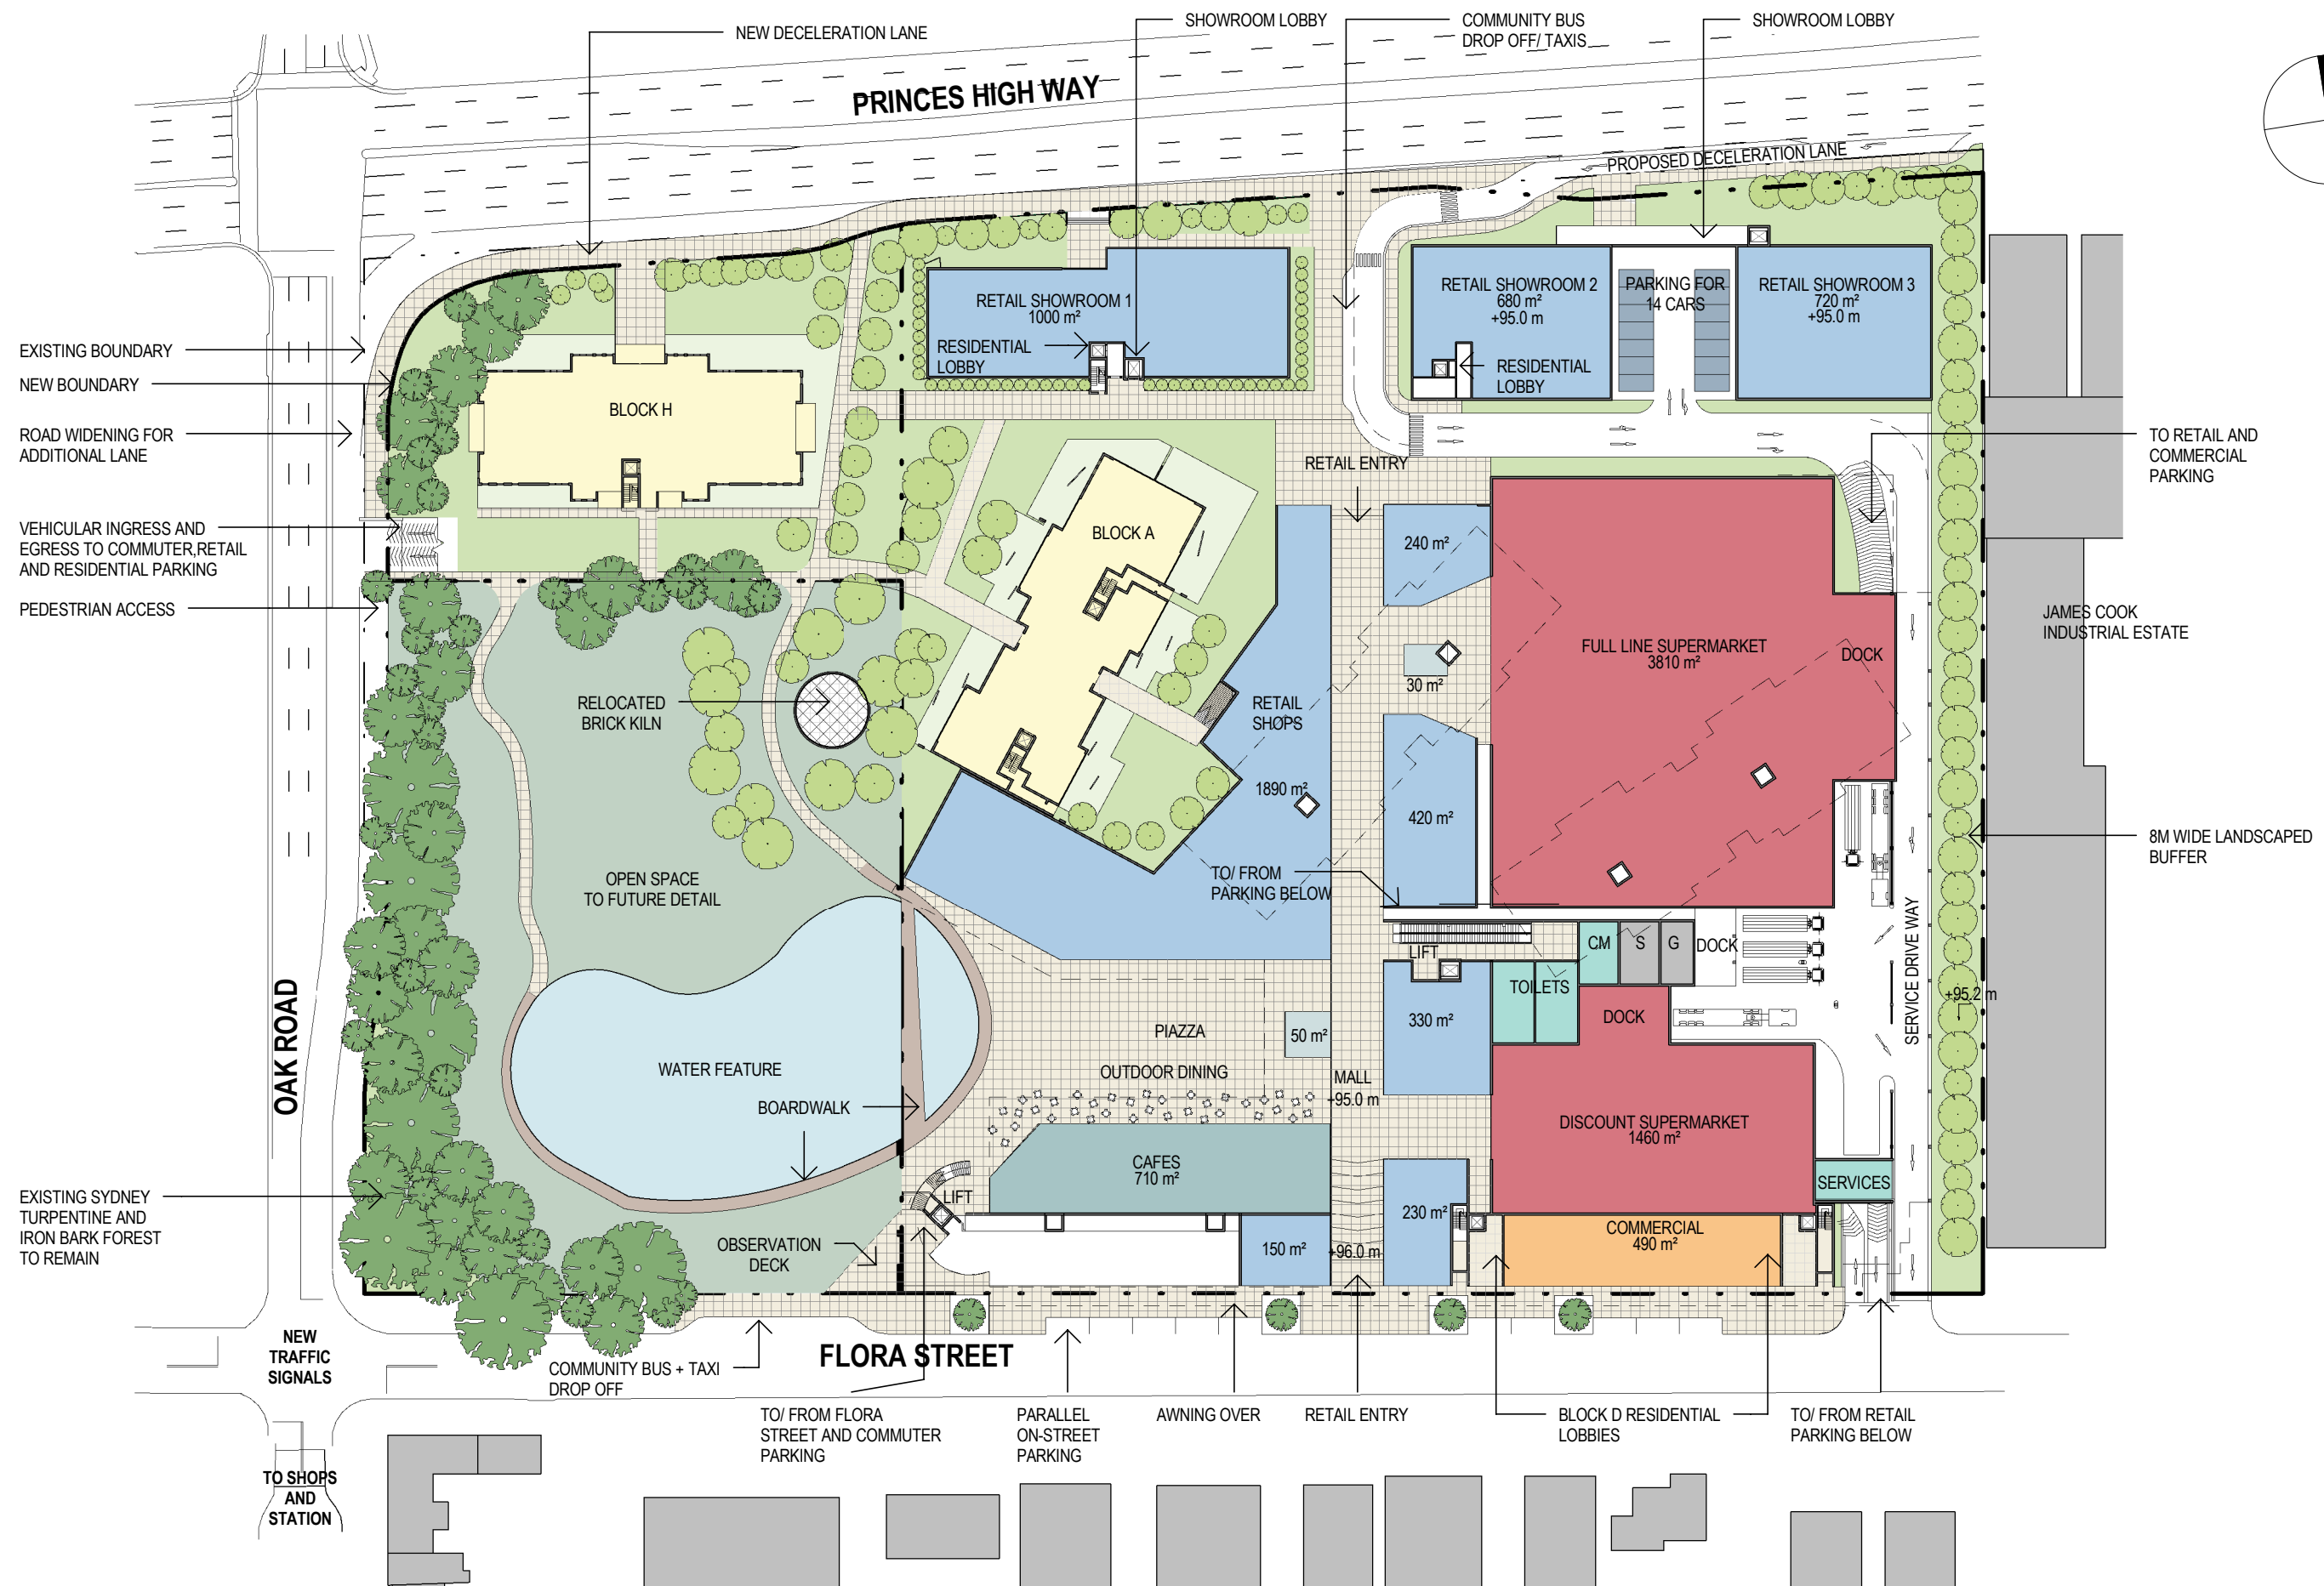 NEW DECELERATION LANE
SHOWROOM LOBBY
COMMUNITY BUS
DROP OFF/ TAXIS
SHOWROOM LOBBY
PRINCES HIGH WAY
PROPOSED DECELERATION LANE
RETAIL SHOWROOM 1
1000 m²
RESIDENTIAL
LOBBY
RETAIL SHOWROOM 2
680 m²
+95.0 m
RESIDENTIAL
LOBBY
PARKING FOR
14 CARS
RETAIL SHOWROOM 3
720 m²
+95.0 m
EXISTING BOUNDARY
NEW BOUNDARY
ROAD WIDENING FOR
ADDITIONAL LANE
BLOCK H
TO RETAIL AND
COMMERCIAL
PARKING
RETAIL ENTRY
VEHICULAR INGRESS AND
EGRESS TO COMMUTER,RETAIL
AND RESIDENTIAL PARKING
BLOCK A
240 m²
PEDESTRIAN ACCESS
JAMES COOK
INDUSTRIAL ESTATE
FULL LINE SUPERMARKET
3810 m²
DOCK
30 m²
RELOCATED
BRICK KILN
RETAIL
SHOPS
1890 m²
420 m²
8M WIDE LANDSCAPED
BUFFER
OPEN SPACE
TO FUTURE DETAIL
TO/ FROM
PARKING BELOW
SERVICE DRIVE WAY
LIFT
CM
S
G
DOCK
TOILETS
+95.2 m
OAK ROAD
DOCK
330 m²
PIAZZA
50 m²
WATER FEATURE
OUTDOOR DINING
MALL
+95.0 m
BOARDWALK
DISCOUNT SUPERMARKET
1460 m²
CAFES
710 m²
SERVICES
EXISTING SYDNEY
TURPENTINE AND
IRON BARK FOREST
TO REMAIN
LIFT
230 m²
COMMERCIAL
490 m²
OBSERVATION
DECK
150 m²
+96.0 m
NEW
TRAFFIC
SIGNALS
FLORA STREET
COMMUNITY BUS + TAXI
DROP OFF
TO/ FROM FLORA
STREET AND COMMUTER
PARKING
PARALLEL
ON-STREET
PARKING
AWNING OVER
RETAIL ENTRY
BLOCK D RESIDENTIAL
LOBBIES
TO/ FROM RETAIL
PARKING BELOW
TO SHOPS
AND
STATION